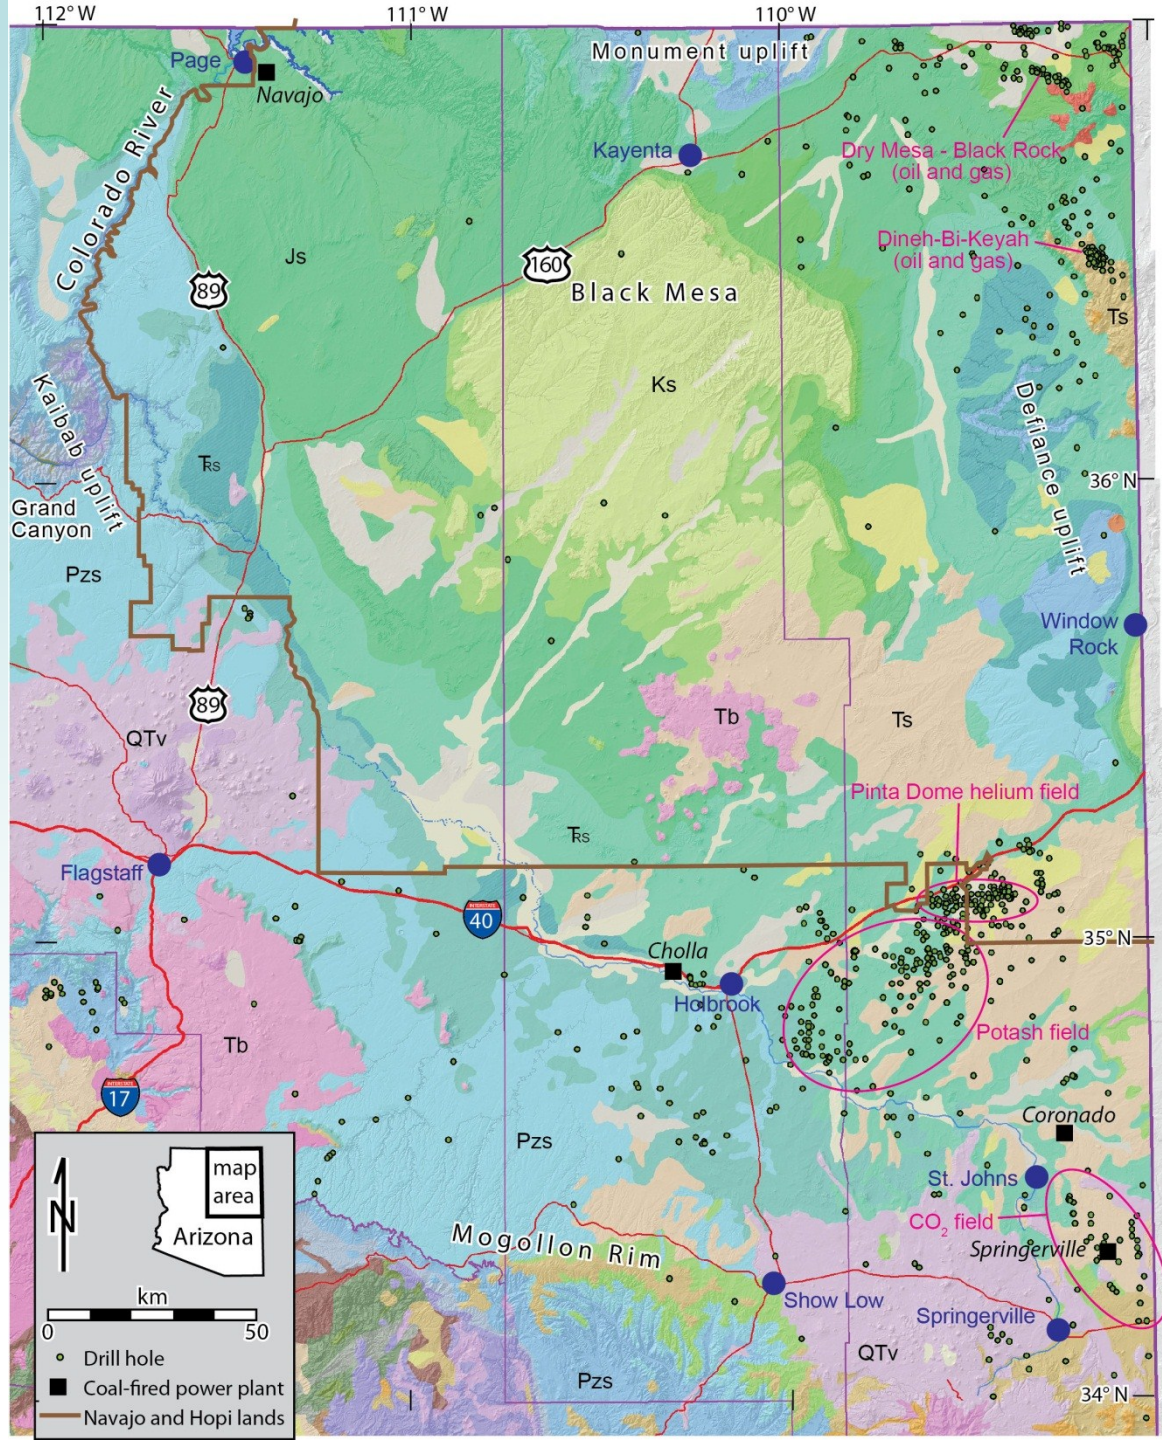 112°W
111°W
110°W
Page
Navajo
Monument uplift
Colorado River
Kayenta
Dry Mesa - Black Rock
(oil and gas)
Dineh-Bi-Keyah
(oil and gas)
Js
89
160
Black Mesa
Ts
Ks
Kaibab uplift
Defiance uplift
TRS
36° N
Grand
Canyon
Pzs
Window
Rock
89
QTv
Tb
Ts
Pinta Dome helium field
TRS
Flagstaff
INTERSTATE
40
35° N
Cholla
Holbrook
Potash field
Tb
INTERSTATE
17
Coronado
Pzs
St. Johns
CO2 field
Springerville
Mogollon Rim
Show Low
Springerville
QTv
Pzs
34° N
N
map
area
Arizona
km
0
50
Drill hole
Coal-fired power plant
Navajo and Hopi lands